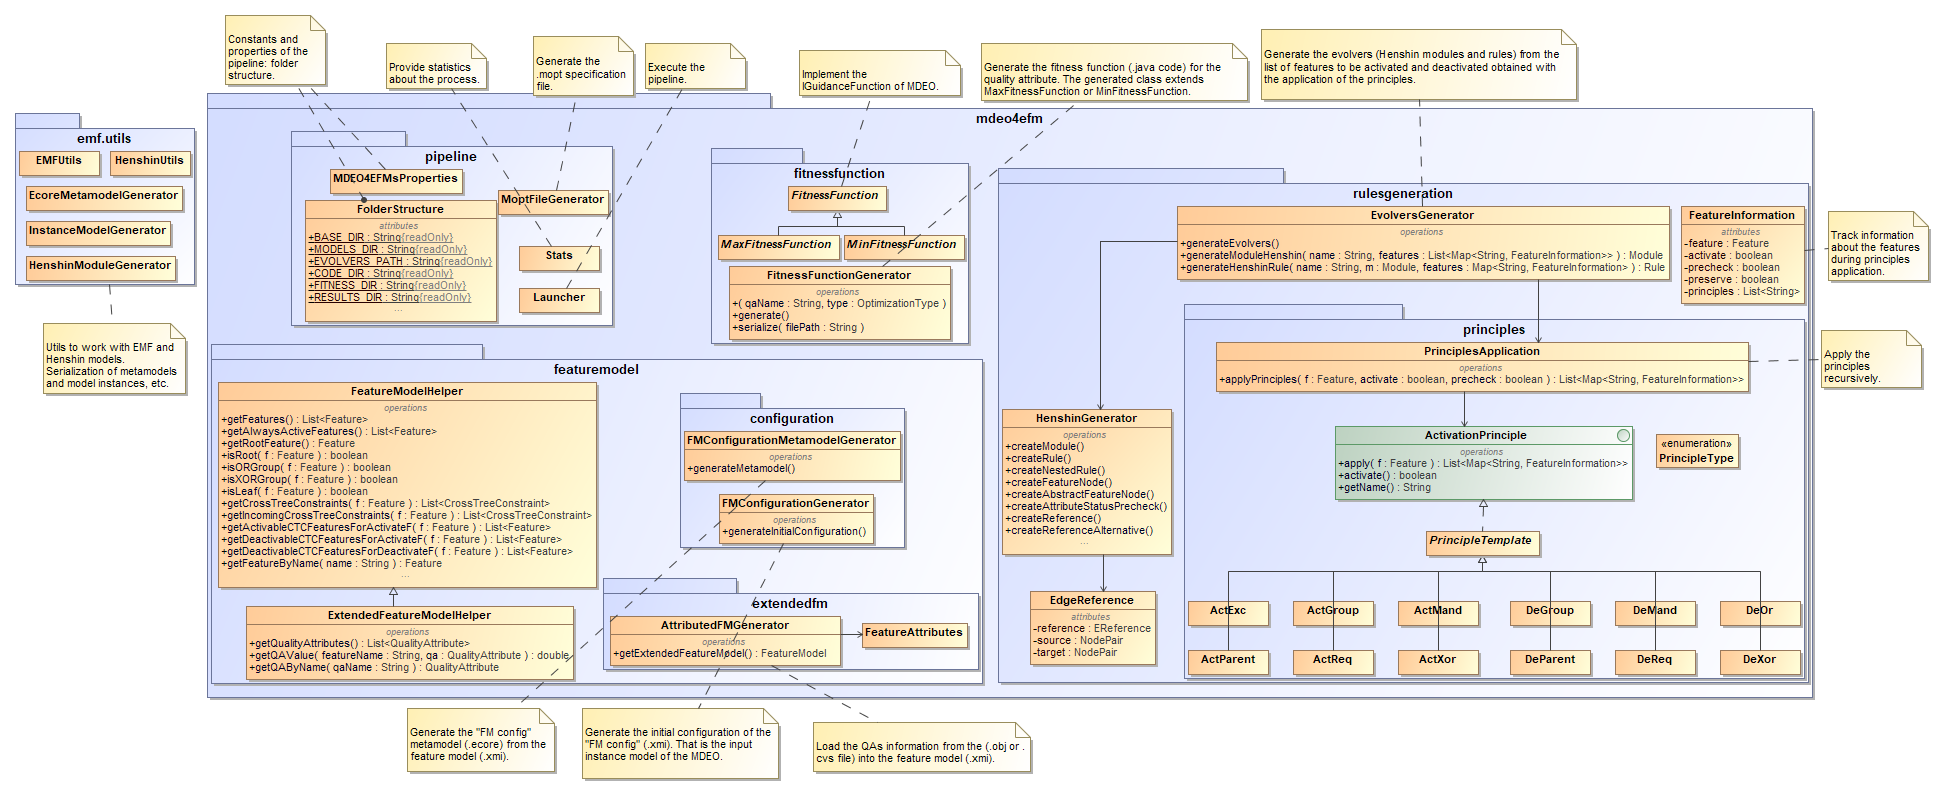 Constants and
properties of the
pipeline: folder
structure.
Provide statistics
about the process.
Generate the
.mopt specification
file.
Execute the
pipeline.
Implement the
IGuidanceFunction of MDEO.
Generate the fitness function (.java code) for the
quality attribute. The generated class extends
MaxFitnessFunction or MinFitnessFunction.
Generate the evolvers (Henshin modules and rules) from the
list of features to be activated and deactivated obtained with
the application of the principles.
emf.utils
EMFUtils
HenshinUtils
EcoreMetamodelGenerator
InstanceModelGenerator
HenshinModuleGenerator
Utils to work with EMF and
Henshin models.
Serialization of metamodels
and model instances, etc.
mdeo4efm
pipeline
MDEO4EFMsProperties
FolderStructure
attributes
+BASE_DIR : String{readOnly}
+MODELS_DIR : String{readOnly}
+EVOLVERS_PATH : String{readOnly}
+CODE_DIR : String{readOnly}
+FITNESS_DIR : String{readOnly}
+RESULTS_DIR : String{readOnly}
...
MoptFileGenerator
Stats
Launcher
fitnessfunction
FitnessFunction
MaxFitnessFunction
MinFitnessFunction
FitnessFunctionGenerator
operations
+( qaName : String, type : OptimizationType )
+generate()
+serialize( filePath : String )
rulesgeneration
EvolversGenerator
operations
+generateEvolvers()
+generateModuleHenshin( name : String, features : List<Map<String, FeatureInformation>> ) : Module
+generateHenshinRule( name : String, m : Module, features : Map<String, FeatureInformation> ) : Rule
FeatureInformation
attributes
-feature : Feature
-activate : boolean
-precheck : boolean
-preserve : boolean
-principles : List<String>
Track information
about the features
during principles
application.
principles
PrinciplesApplication
operations
+applyPrinciples( f : Feature, activate : boolean, precheck : boolean ) : List<Map<String, FeatureInformation>>
Apply the
principles
recursively.
ActivationPrinciple
operations
+apply( f : Feature ) : List<Map<String, FeatureInformation>>
+activate() : boolean
+getName() : String
«enumeration»
PrincipleType
PrincipleTemplate
ActExc
ActGroup
ActMand
DeGroup
DeMand
DeOr
ActParent
ActReq
ActXor
DeParent
DeReq
DeXor
HenshinGenerator
operations
+createModule()
+createRule()
+createNestedRule()
+createFeatureNode()
+createAbstractFeatureNode()
+createAttributeStatusPrecheck()
+createReference()
+createReferenceAlternative()
...
EdgeReference
attributes
-reference : EReference
-source : NodePair
-target : NodePair
featuremodel
FeatureModelHelper
operations
+getFeatures() : List<Feature>
+getAlwaysActiveFeatures() : List<Feature>
+getRootFeature() : Feature
+isRoot( f : Feature ) : boolean
+isORGroup( f : Feature ) : boolean
+isXORGroup( f : Feature ) : boolean
+isLeaf( f : Feature ) : boolean
+getCrossTreeConstraints( f : Feature ) : List<CrossTreeConstraint>
+getIncomingCrossTreeConstraints( f : Feature ) : List<CrossTreeConstraint>
+getActivableCTCFeaturesForActivateF( f : Feature ) : List<Feature>
+getDeactivableCTCFeaturesForActivateF( f : Feature ) : List<Feature>
+getDeactivableCTCFeaturesForDeactivateF( f : Feature ) : List<Feature>
+getFeatureByName( name : String ) : Feature
...
ExtendedFeatureModelHelper
operations
+getQualityAttributes() : List<QualityAttribute>
+getQAValue( featureName : String, qa : QualityAttribute ) : double
+getQAByName( qaName : String ) : QualityAttribute
configuration
FMConfigurationMetamodelGenerator
operations
+generateMetamodel()
FMConfigurationGenerator
operations
+generateInitialConfiguration()
extendedfm
AttributedFMGenerator
operations
+getExtendedFeatureModel() : FeatureModel
FeatureAttributes
Generate the "FM config"
metamodel (.ecore) from the
feature model (.xmi).
Generate the initial configuration of the
"FM config" (.xmi). That is the input
instance model of the MDEO.
Load the QAs information from the (.obj or .
cvs file) into the feature model (.xmi).